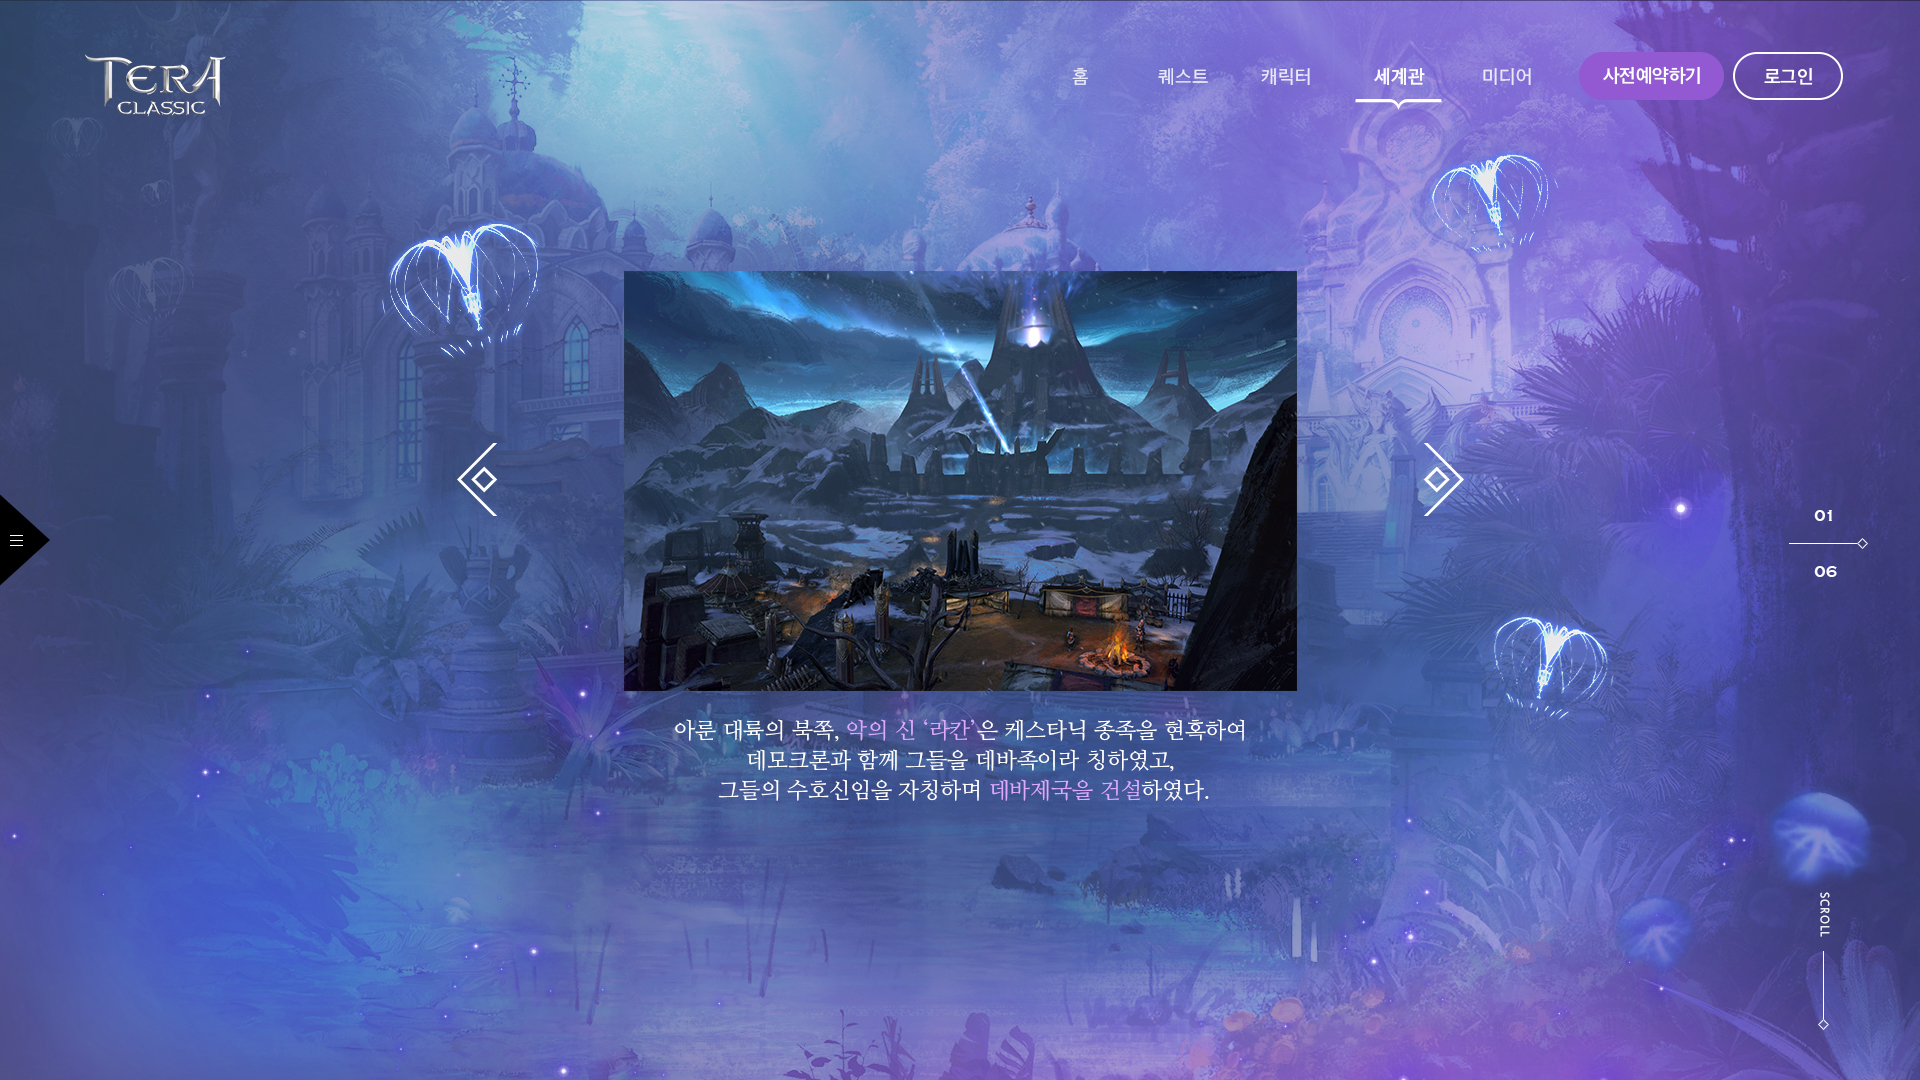 TERA
CLASSIC
홈
퀘스트
캐릭터
세계관
미디어
사전예약하기
로그인
01
06
아룬 대륙의 북쪽, 악의 신 ‘라칸’은 케스타닉 종족을 현혹하여
데모크론과 함께 그들을 데바족이라 칭하였고,
그들의 수호신임을 자칭하며 데바제국을 건설하였다.
SCROLL